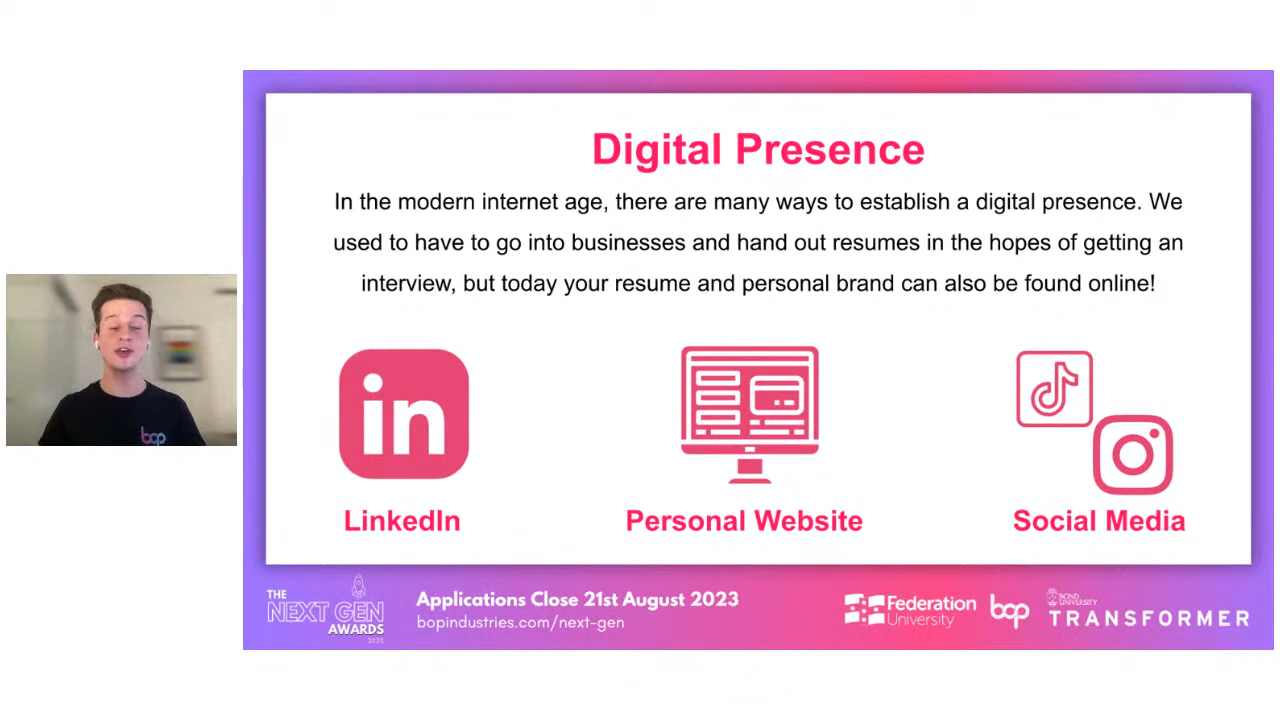 Digital Presence
In the modern internet age, there are many ways to establish a digital presence. We
used to have to go into businesses and hand out resumes in the hopes of getting an
interview, but today your resume and personal brand can also be found online!
in
LinkedIn
Personal Website
Social Media
bop
THE
NEXT GEN
AWARDS
2023
Applications Close 21st August 2023
bopindustries.com/next-gen
Federation
University
bop
BOND
UNIVERSITY
TRANSFORMER